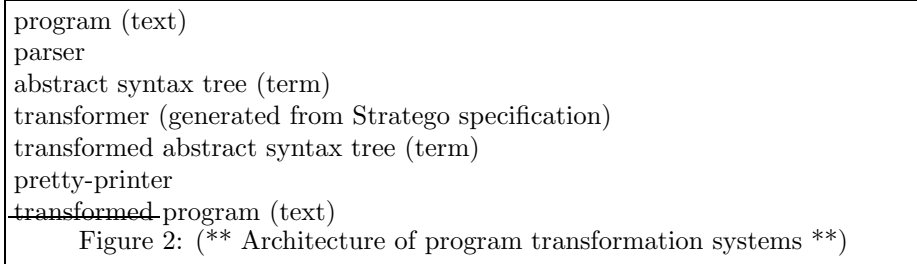 program (text)
parser
abstract syntax tree (term)
transformer (generated from Stratego specification)
transformed abstract syntax tree (term)
pretty-printer
transformed program (text)
Figure 2: (** Architecture of program transformation systems **)